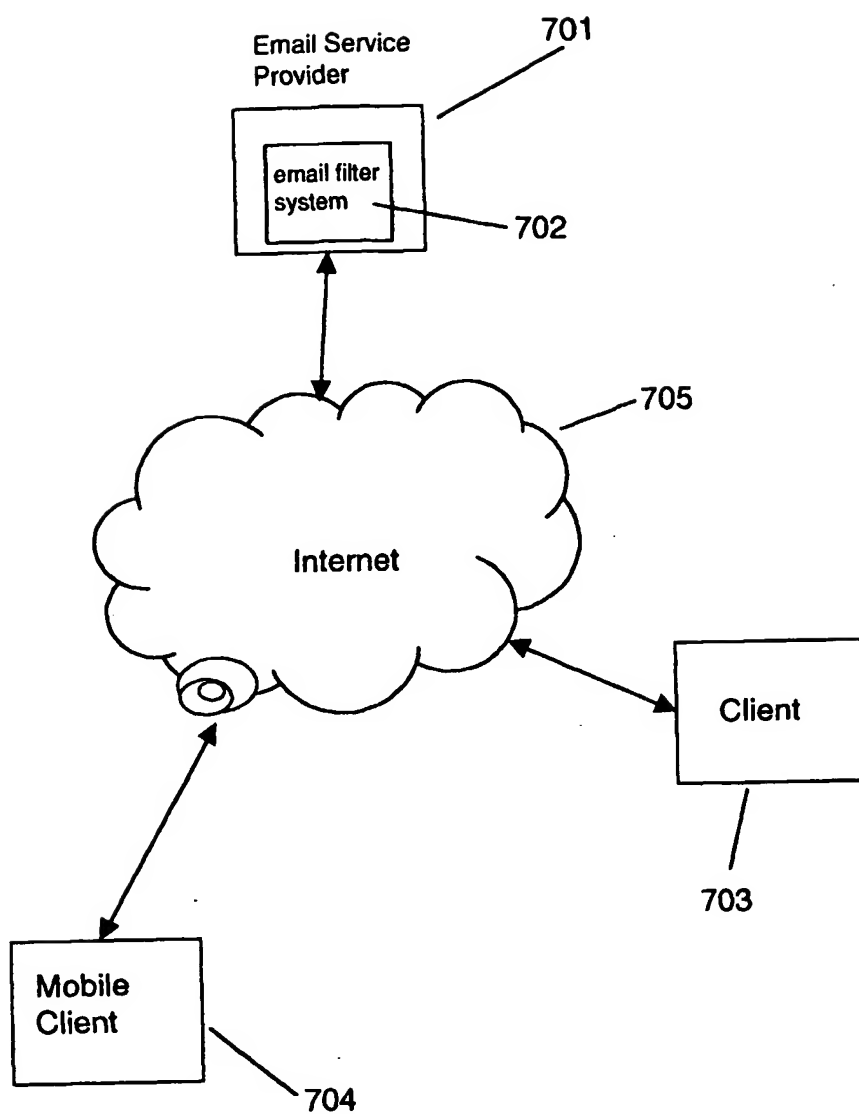 701
Email Service
Provider
email filter
system
702
705
Internet
Client
703
Mobile
Client
704